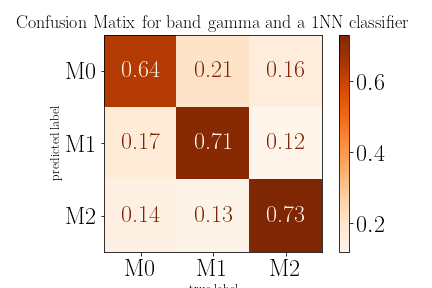 Confusion Matix for band gamma and a 1NN classifier
M0 0.64 0.21 0.16
M1 0.17 0.71 0.12
M2 0.14 0.13 0.73
M0 M1 M2
predicted label
true label
0.6
0.4
0.2